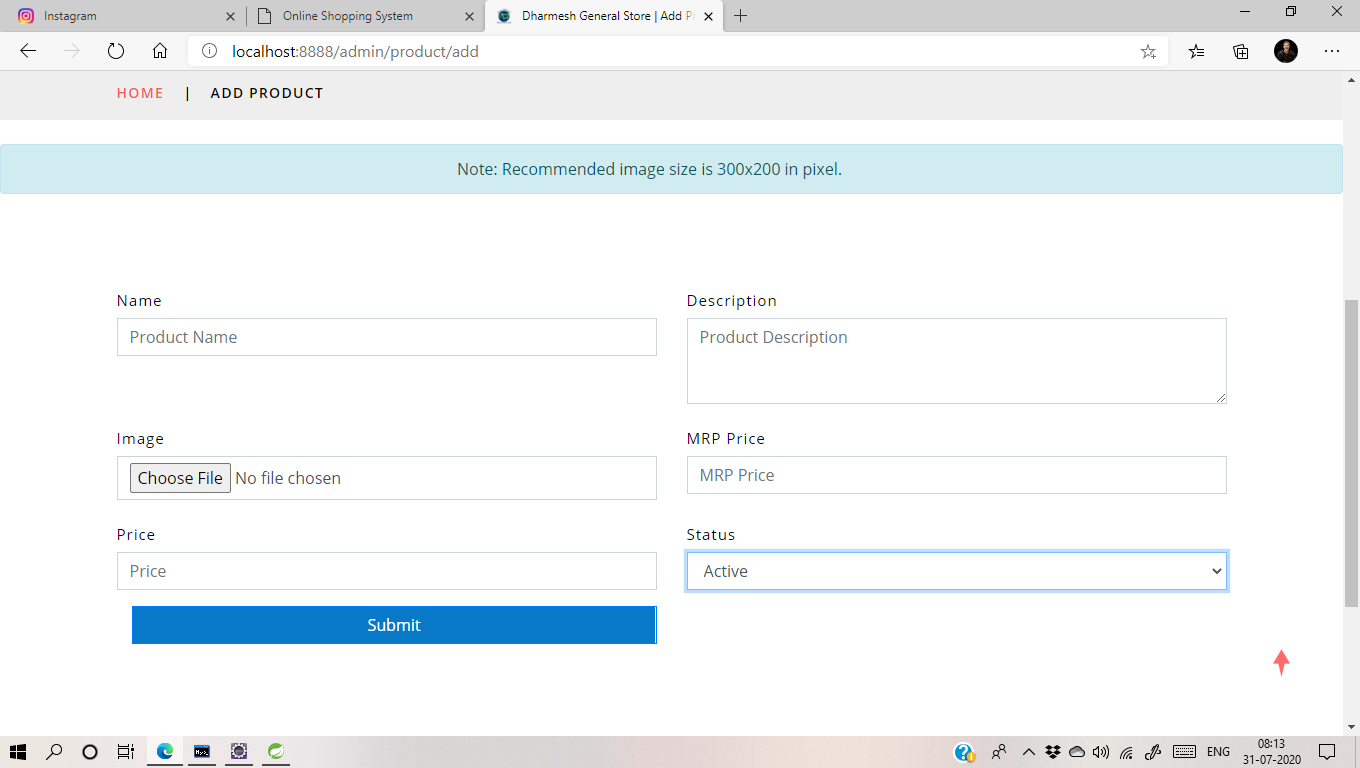 Instagram
Online Shopping System
Dharmesh General Store | Add P
localhost:8888/admin/product/add
HOME | ADD PRODUCT
Note: Recommended image size is 300x200 in pixel.
Name
Description
Product Name
Product Description
Image
MRP Price
Choose File No file chosen
MRP Price
Price
Status
Price
Active
Submit
ENG
08:13
31-07-2020